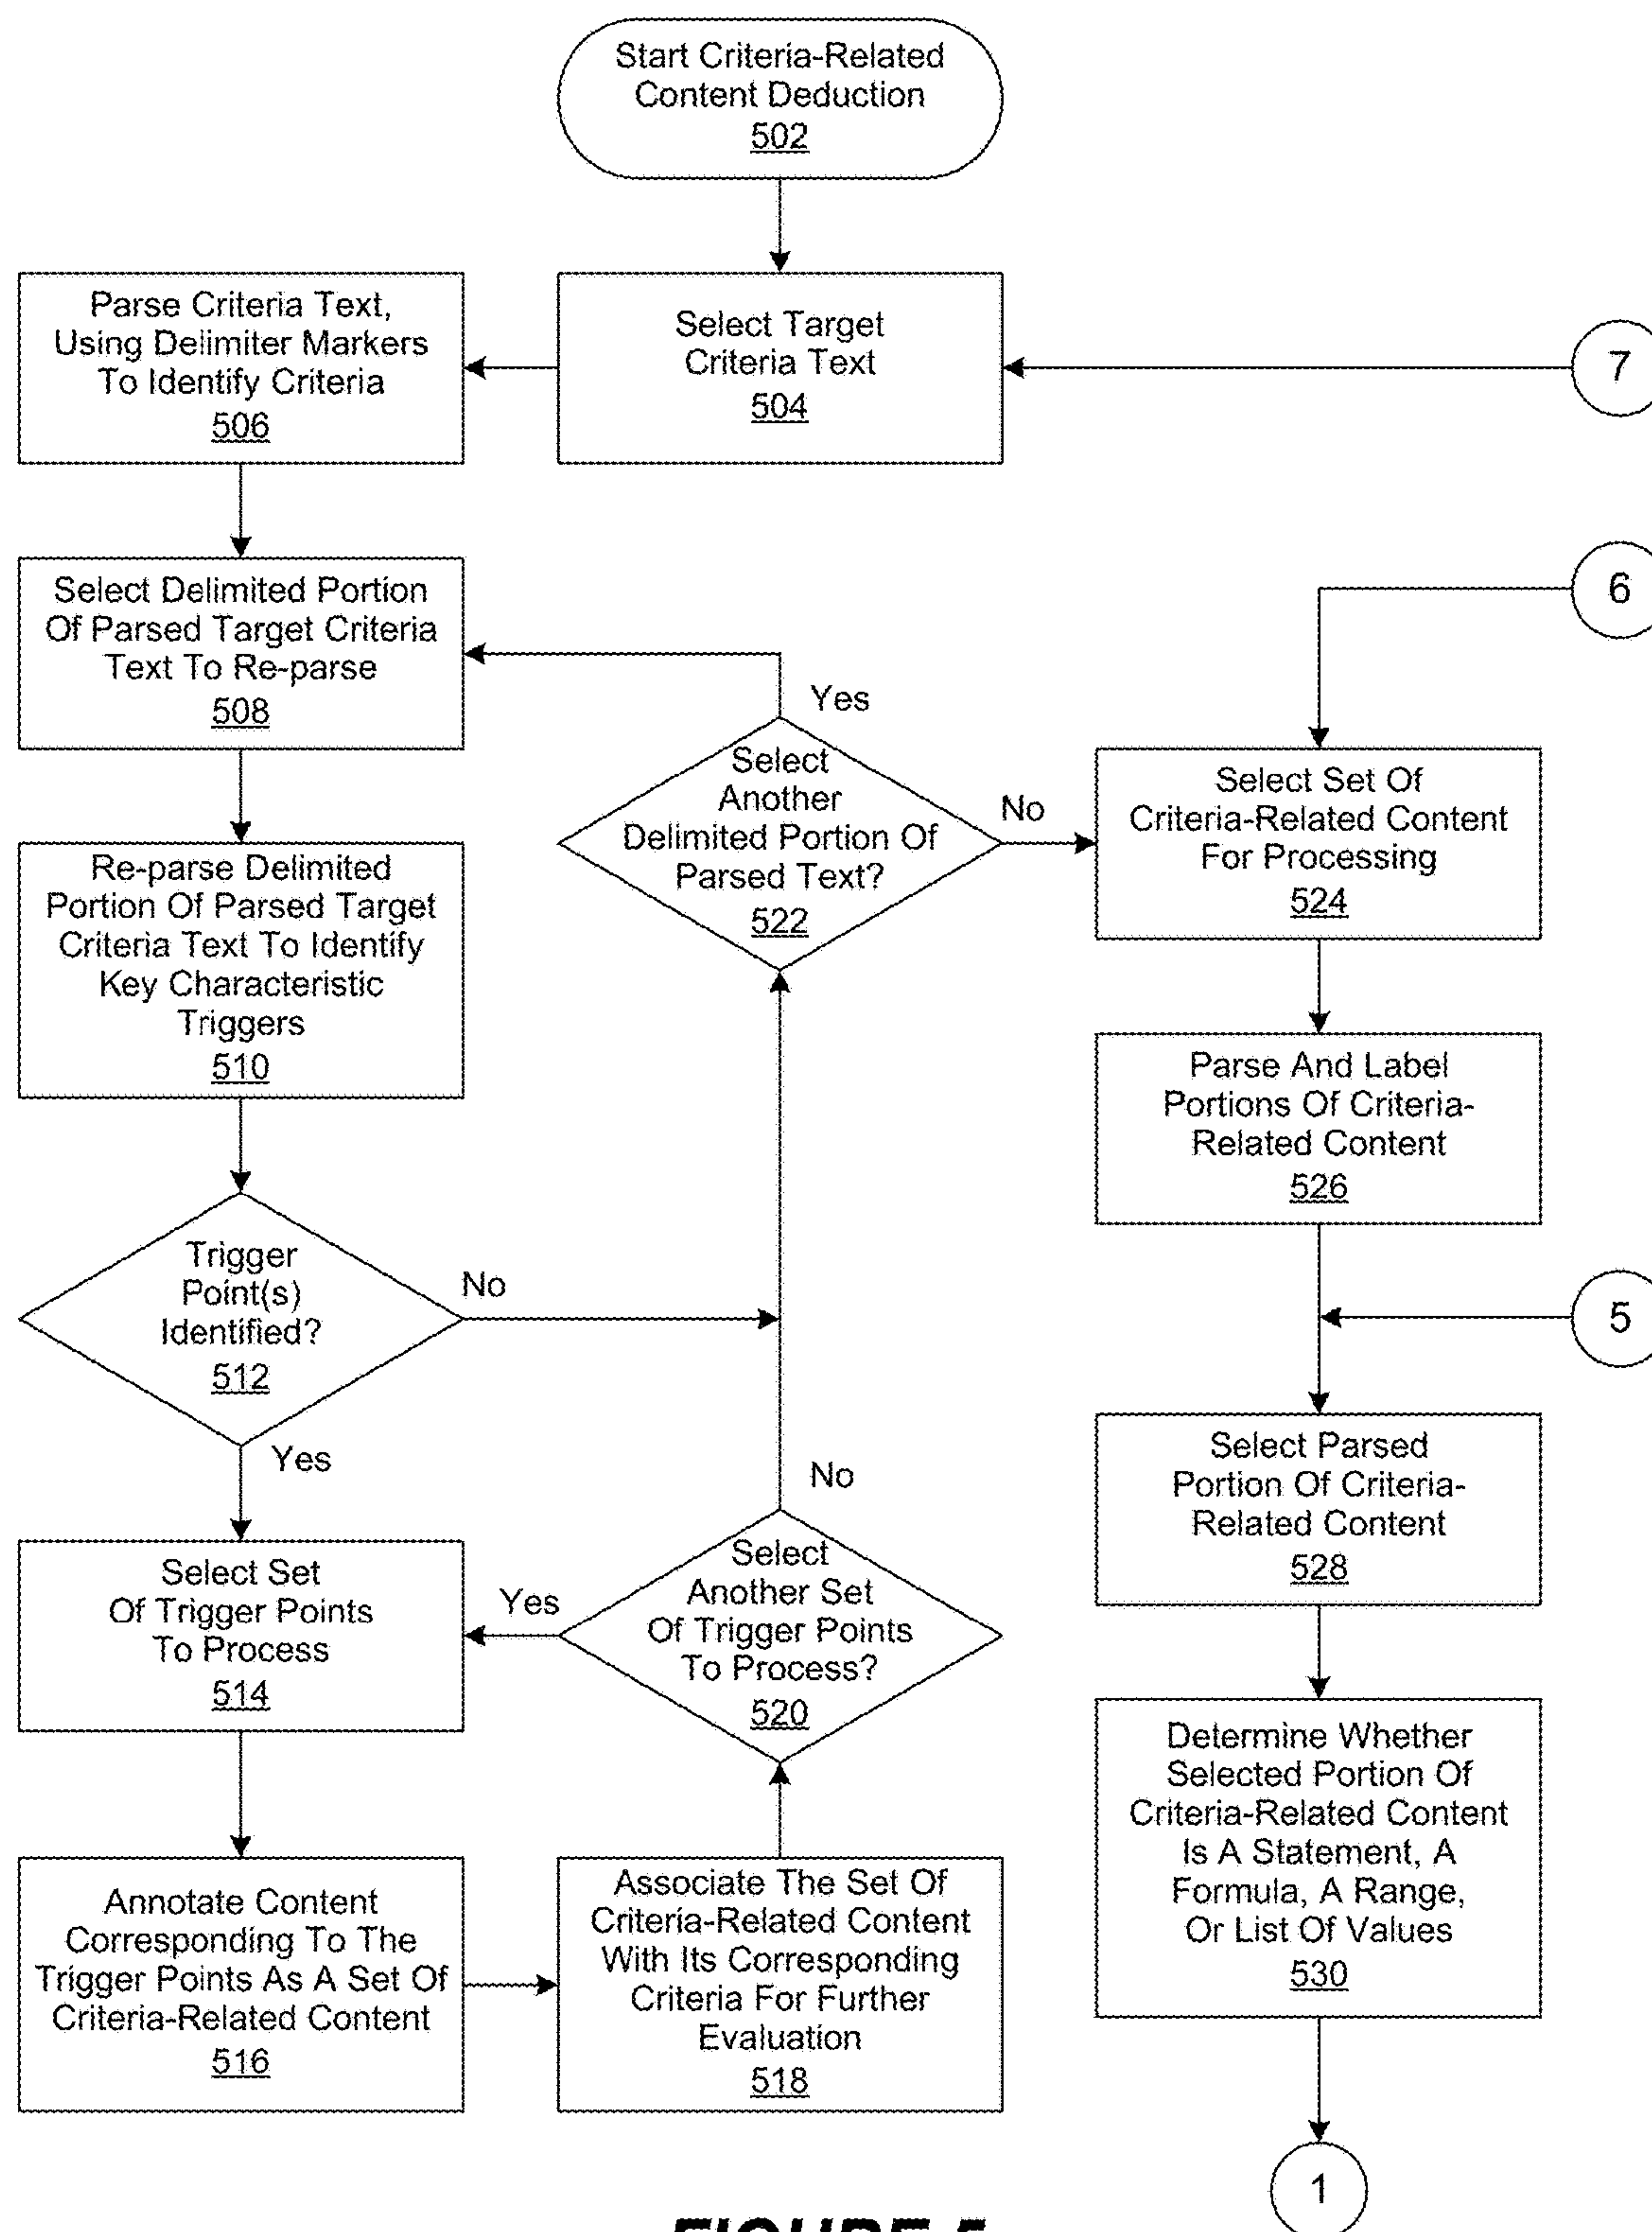 Start Criteria-Related
Content Deduction
502
Parse Criteria Text,
Using Delimiter Markers
To Identify Criteria
506
Select Target
Criteria Text
504
7
Select Delimited Portion
Of Parsed Target Criteria
Text To Re-parse
508
6
Yes
Select
Another
Delimited Portion Of
Parsed Text?
522
No
Select Set Of
Criteria-Related Content
For Processing
524
Re-parse Delimited
Portion Of Parsed Target
Criteria Text To Identify
Key Characteristic
Triggers
510
Parse And Label
Portions Of Criteria-
Related Content
526
Trigger
Point(s)
Identified?
512
No
5
Yes
No
Select Parsed
Portion Of Criteria-
Related Content
528
Select Set
Of Trigger Points
To Process
514
Yes
Select
Another Set
Of Trigger Points
To Process?
520
Determine Whether
Selected Portion Of
Criteria-Related Content
Is A Statement, A
Formula, A Range,
Or List Of Values
530
Annotate Content
Corresponding To The
Trigger Points As A Set Of
Criteria-Related Content
516
Associate The Set Of
Criteria-Related Content
With Its Corresponding
Criteria For Further
Evaluation
518
1
FIGURE 5